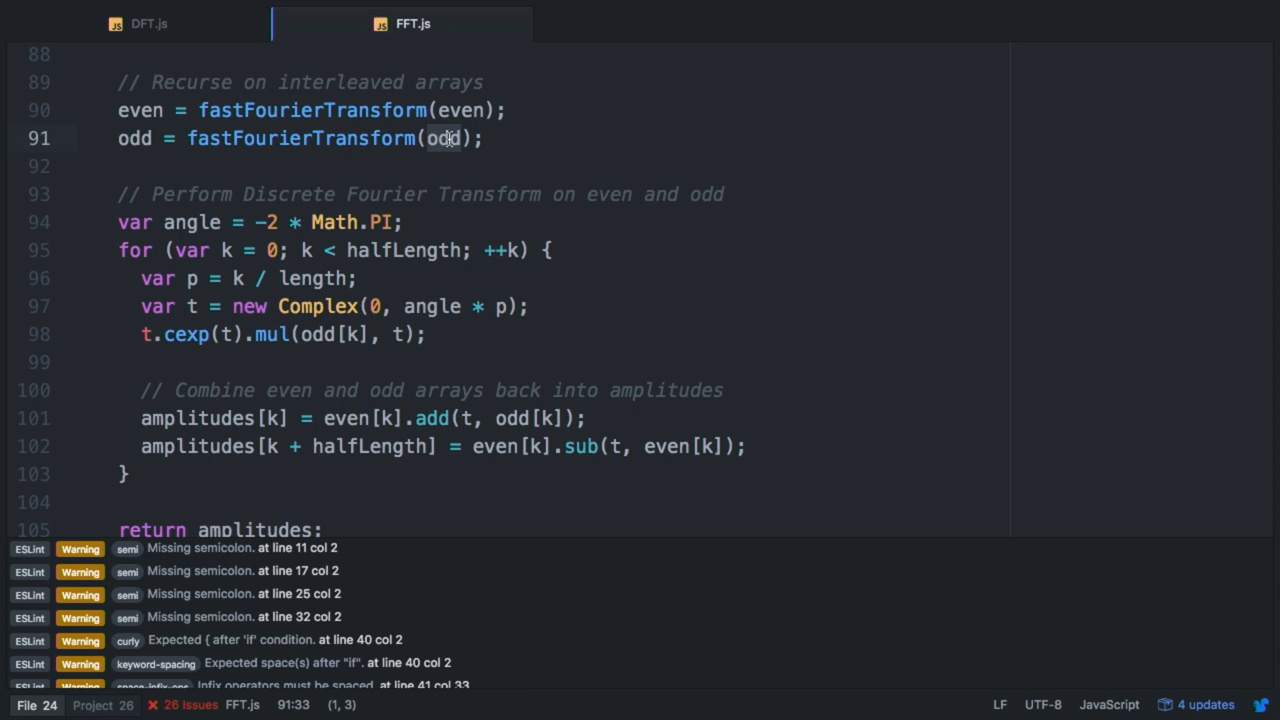 DFT.js
FFT.js
88
89 // Recurse on interleaved arrays
90 even = fastFourierTransform(even);
91 odd = fastFourierTransform(odd);
92
93 // Perform Discrete Fourier Transform on even and odd
94 var angle = -2 * Math.PI;
95 for (var k = 0; k < halfLength; ++k) {
96 var p = k / length;
97 var t = new Complex(0, angle * p);
98 t.cexp(t).mul(odd[k], t);
99
100 // Combine even and odd arrays back into amplitudes
101 amplitudes[k] = even[k].add(t, odd[k]);
102 amplitudes[k + halfLength] = even[k].sub(t, even[k]);
103 }
104
105 return amplitudes;
ESLint Warning semi Missing semicolon. at line 11 col 2
ESLint Warning semi Missing semicolon. at line 17 col 2
ESLint Warning semi Missing semicolon. at line 25 col 2
ESLint Warning semi Missing semicolon. at line 32 col 2
ESLint Warning curly Expected { after 'if' condition. at line 40 col 2
ESLint Warning keyword-spacing Expected space(s) after "if". at line 40 col 2
ESLint Warning space-infix-ops Infix operators must be spaced. at line 41 col 33
File 24 Project 26 26 Issues FFT.js 91:33 (1, 3) LF UTF-8 JavaScript 4 updates